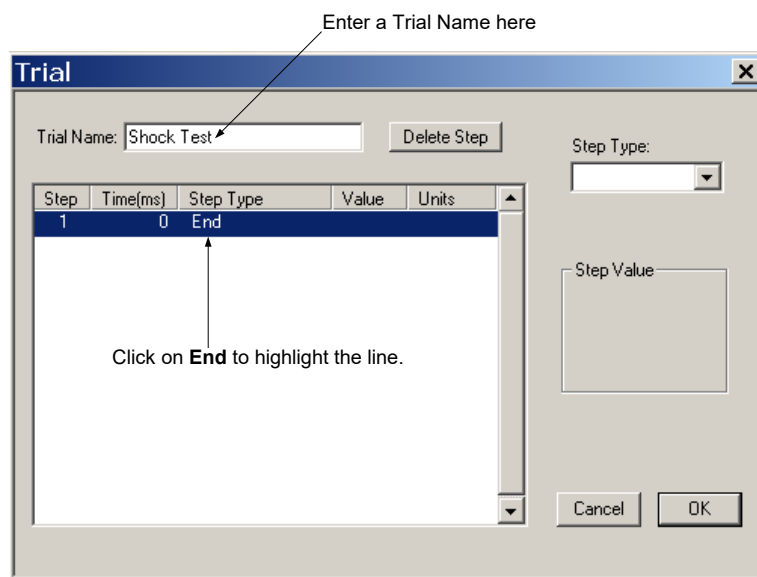 Enter a Trial Name here
Trial
Trial Name: Shock Test Delete Step
Step Type:
Step Time(ms) Step Type Value Units
1 0 End
Step Value
Click on End to highlight the line.
Cancel OK